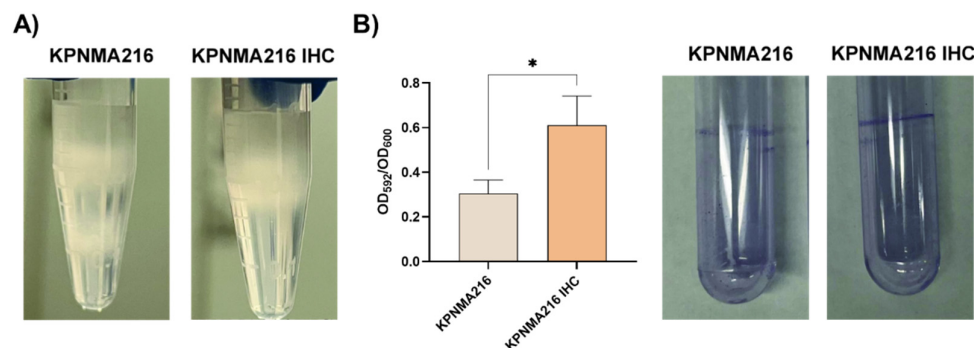 A)
KPNMA216
KPNMA216 IHC
B)
*
OD592/OD600
0.8
0.6
0.4
0.2
0.0
KPNMA216
KPNMA216 IHC
KPNMA216
KPNMA216 IHC